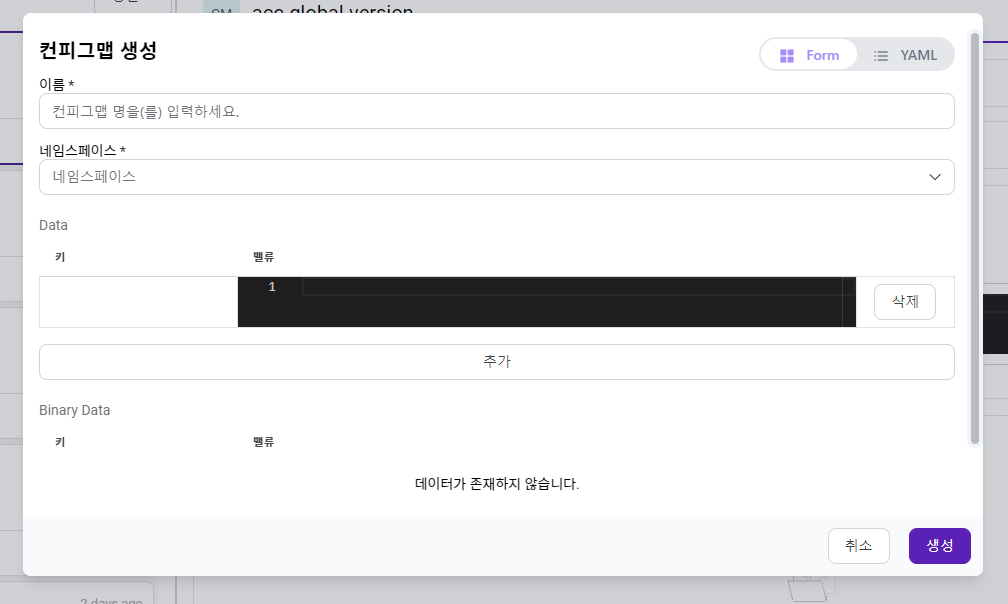 CM acc global version
컨피그맵 생성
Form YAML
이름 *
컨피그맵 명을(를) 입력하세요.
네임스페이스 *
네임스페이스
Data
키 밸류
1
삭제
추가
Binary Data
키 밸류
데이터가 존재하지 않습니다.
취소 생성
2 days ago